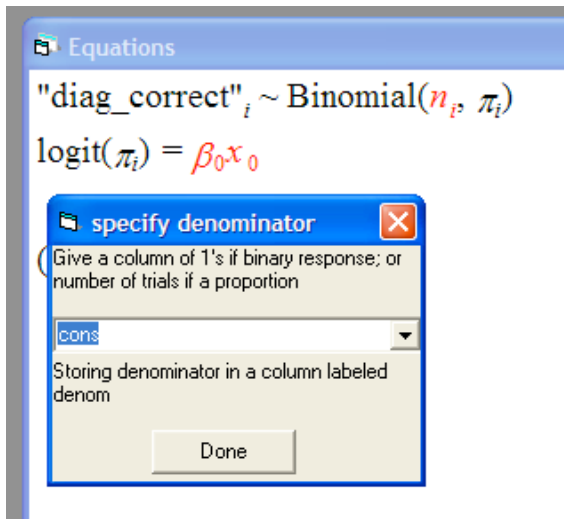 Equations
"diag_correct"ᵢ ~ Binomial(nᵢ, πᵢ)
logit(πᵢ) = β₀x₀
specify denominator
(
Give a column of 1's if binary response; or
number of trials if a proportion
cons
Storing denominator in a column labeled
denom
Done